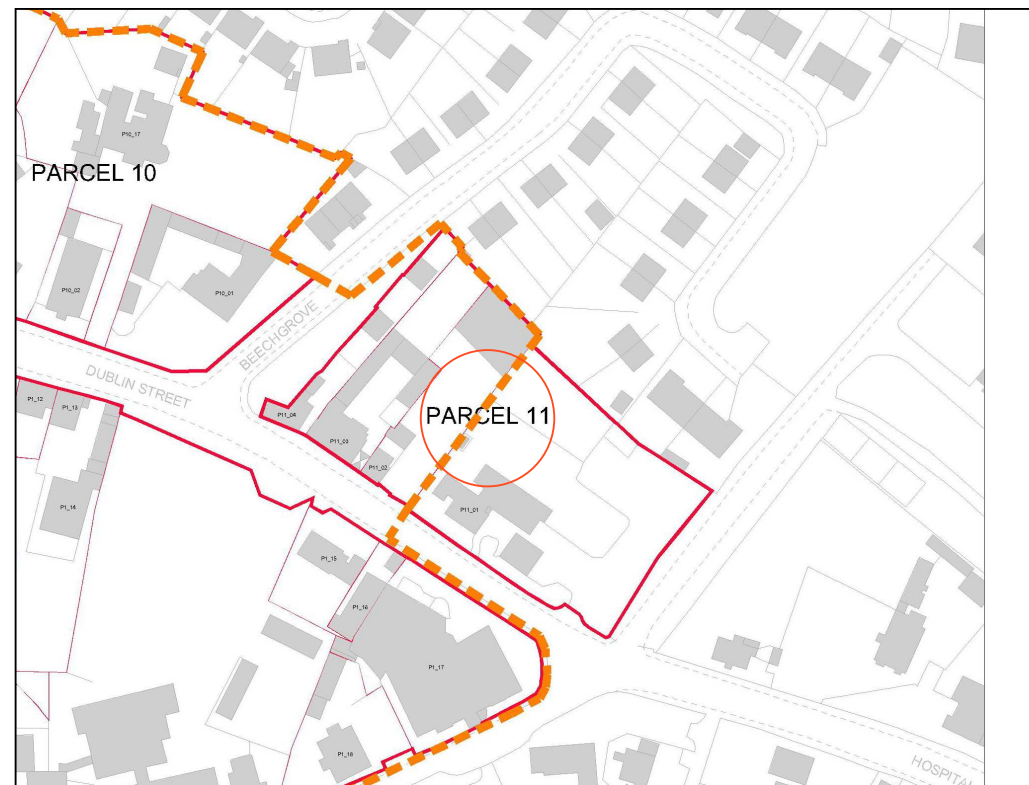 P10_17
PARCEL 10
P10_02
P10_01
BEECHGROVE
DUBLIN STREET
P1_12
P1_13
P11_04
PARCEL 11
P11_03
P11_02
P1_14
P11_01
P1_15
P1_16
P1_17
P1_18
HOSPITAL